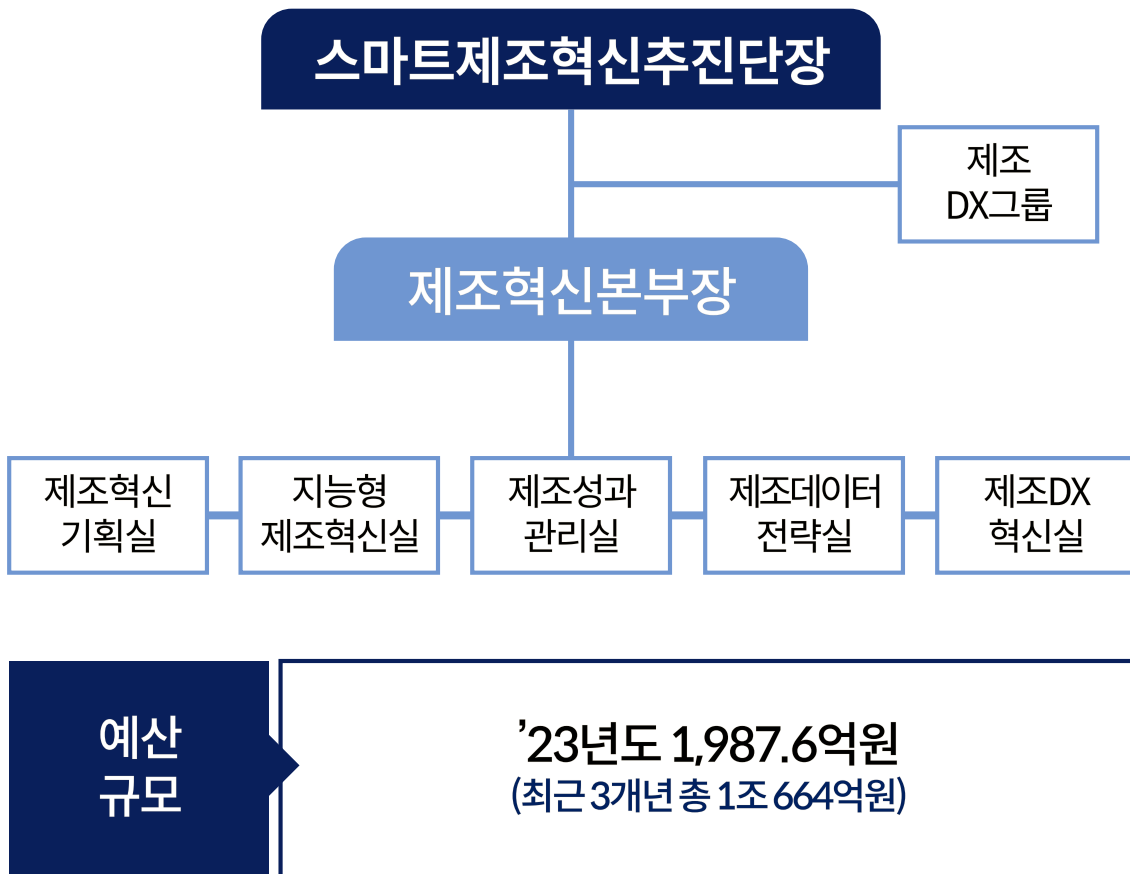 스마트제조혁신추진단장
제조
DX그룹
제조혁신본부장
제조혁신
기획실
지능형
제조혁신실
제조성과
관리실
제조데이터
전략실
제조DX
혁신실
예산
규모
’23년도 1,987.6억원
(최근 3개년 총 1조 664억원)